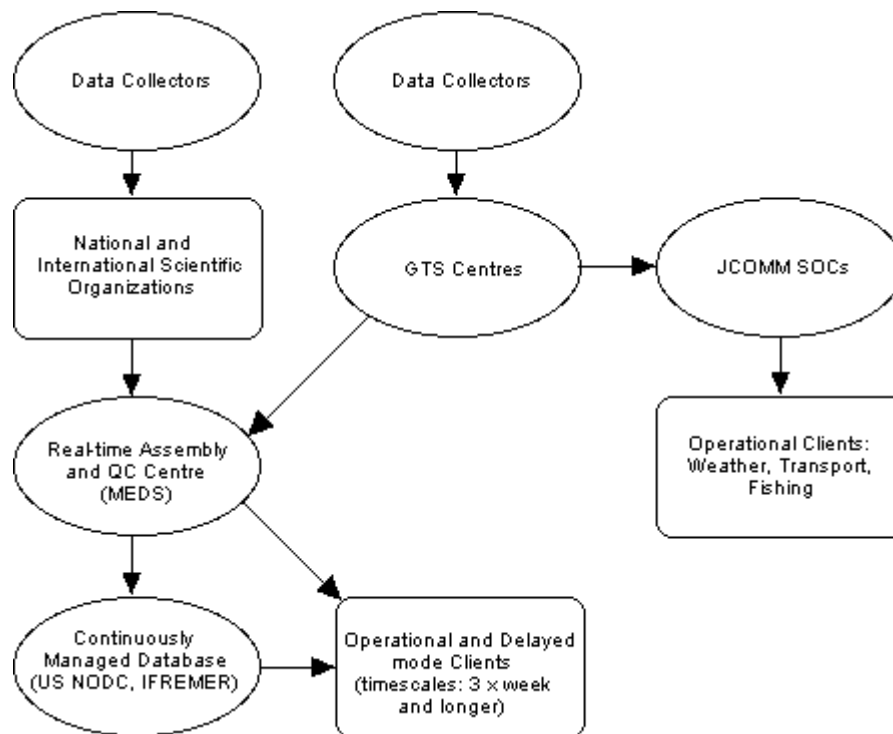 Data Collectors
Data Collectors
National and
International Scientific
Organizations
GTS Centres
JCOMM SOCs
Real-time Assembly
and QC Centre
(MEDS)
Operational Clients:
Weather, Transport,
Fishing
Continuously
Managed Database
(US NODC, IFREMER)
Operational and Delayed
mode Clients
(timescales: 3 x week
and longer)